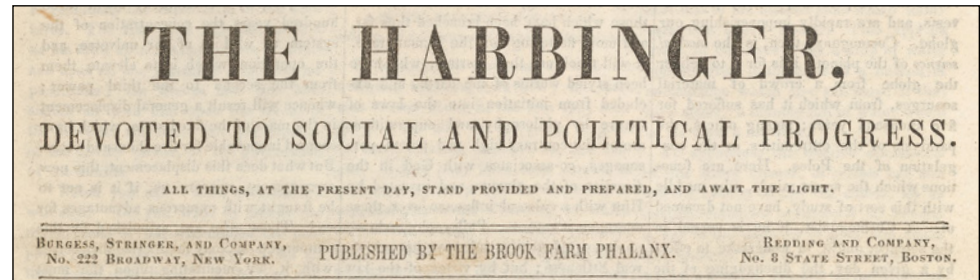 THE HARBINGER,
DEVOTED TO SOCIAL AND POLITICAL PROGRESS.
ALL THINGS, AT THE PRESENT DAY, STAND PROVIDED AND PREPARED, AND AWAIT THE LIGHT.
BURGESS, STRINGER, AND COMPANY,
NO. 222 BROADWAY, NEW YORK.
PUBLISHED BY THE BROOK FARM PHALANX.
REDDING AND COMPANY,
NO. 8 STATE STREET, BOSTON.